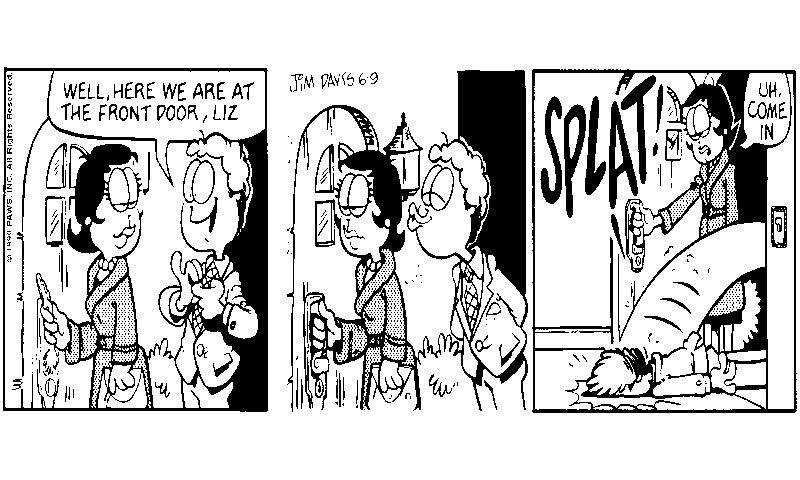 WELL, HERE WE ARE AT
THE FRONT DOOR, LIZ
© 1990 PAWS, INC. All Rights Reserved.
JIM DAVIS 6·9
SPLAT!
UH,
COME
IN